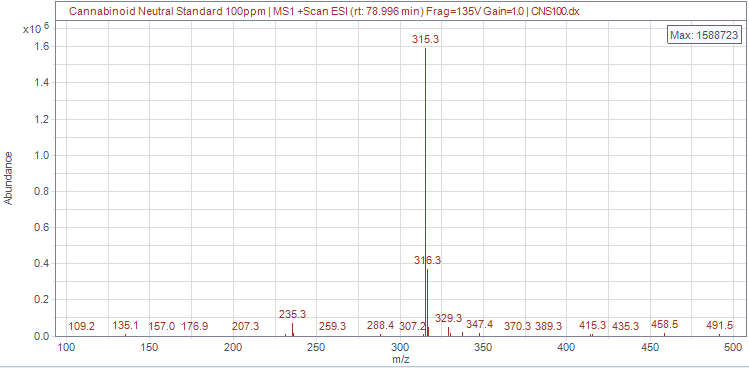 Cannabinoid Neutral Standard 100ppm | MS1 +Scan ESI (rt: 78.996 min) Frag=135V Gain=1.0 | CNS100.dx
x10 6
Max: 1588723
315.3
1.6
1.4
1.2
1.0
Abundance
0.8
0.6
316.3
0.4
0.2
235.3
329.3
109.2 135.1 157.0 176.9 207.3 259.3 288.4 307.2 347.4 370.3 389.3 415.3 435.3 458.5 491.5
0.0
100 150 200 250 300 350 400 450 500
m/z